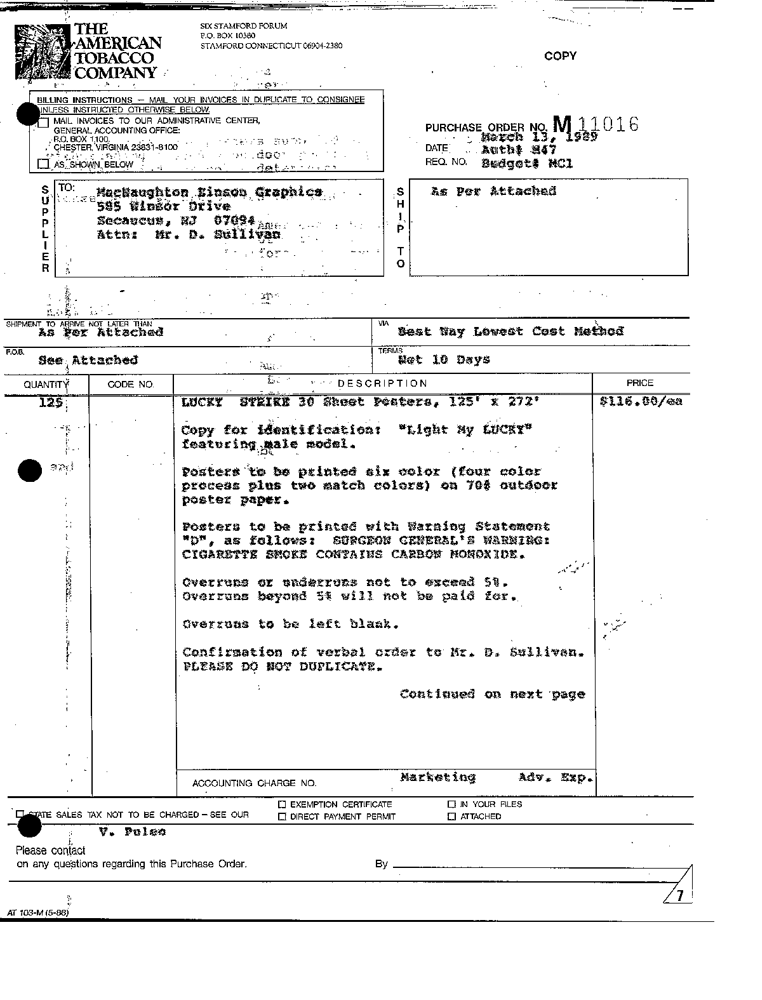 THE
AMERICAN
TOBACCO
COMPANY
SIX STAMFORD FORUM
P.O. BOX 10380
STAMFORD CONNECTICUT 06904-2380
COPY
BILLING INSTRUCTIONS — MAIL YOUR INVOICES IN DUPLICATE TO CONSIGNEE
UNLESS INSTRUCTED OTHERWISE BELOW.
MAIL INVOICES TO OUR ADMINISTRATIVE CENTER,
GENERAL ACCOUNTING OFFICE:
P.O. BOX 1100,
CHESTER, VIRGINIA 23831-8100
AS SHOWN BELOW
PURCHASE ORDER NO. M 11016
March 13, 1989
DATE Auth# M47
REQ. NO. Budget# MC1
SUPPLIER
TO: MacNaughton Einson Graphics
585 Winsor Drive
Secaucus, NJ 07094
Attn: Mr. D. Sullivan
SHIP TO
As Per Attached
SHIPMENT TO ARRIVE NOT LATER THAN
As Per Attached
VIA
Best Way Lowest Cost Method
F.O.B.
See Attached
TERMS
Net 10 Days
QUANTITY CODE NO. DESCRIPTION PRICE
125 LUCKY STRIKE 30 Sheet Posters, 125' x 272' $116.00/ea
Copy for identification: "Light My LUCKY"
featuring male model.
Posters to be printed six color (four color
process plus two match colors) on 70# outdoor
poster paper.
Posters to be printed with Warning Statement
"D", as follows: SURGEON GENERAL'S WARNING:
CIGARETTE SMOKE CONTAINS CARBON MONOXIDE.
Overruns or underruns not to exceed 5%.
Overruns beyond 5% will not be paid for.
Overruns to be left blank.
Confirmation of verbal order to Mr. D. Sullivan.
PLEASE DO NOT DUPLICATE.
Continued on next page
ACCOUNTING CHARGE NO. Marketing Adv. Exp.
STATE SALES TAX NOT TO BE CHARGED – SEE OUR
EXEMPTION CERTIFICATE
DIRECT PAYMENT PERMIT
IN YOUR FILES
ATTACHED
V. Puleo
Please contact
on any questions regarding this Purchase Order.
By
7
AT 103-M (5-86)